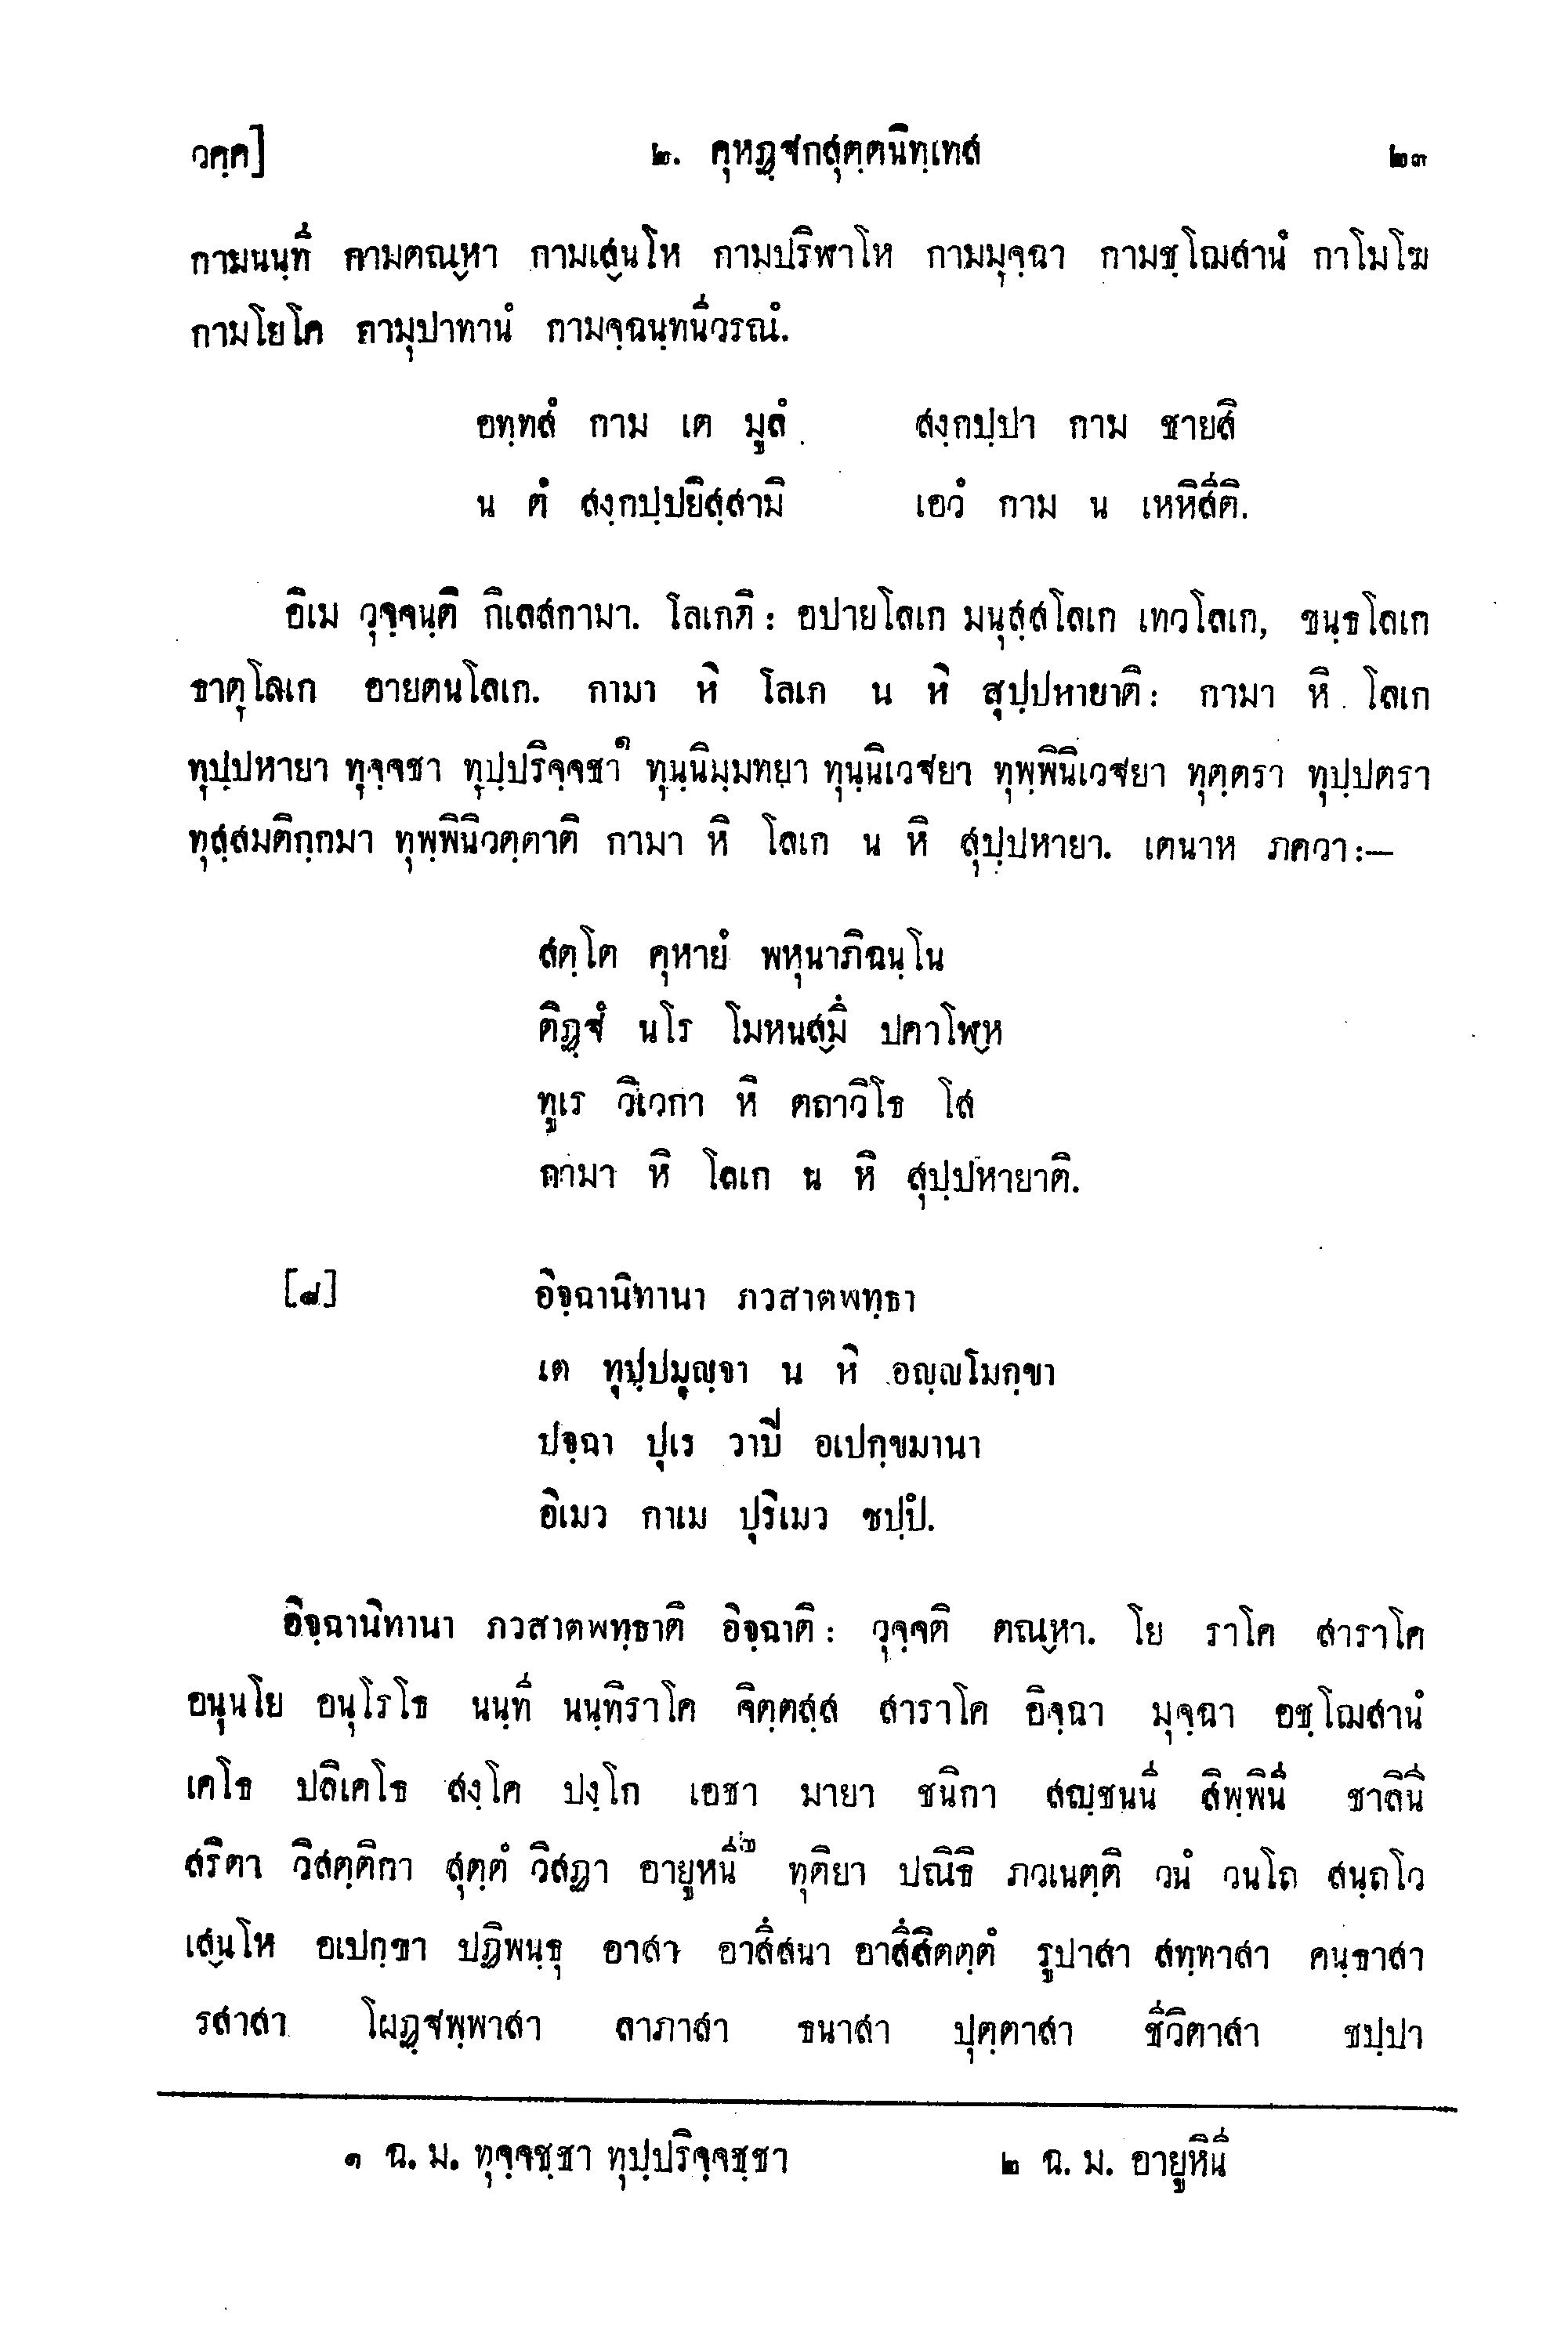 วคฺค] ๒. คุหฏฺฐกสุตฺตนิทฺเทส ๒๓
กามนนฺที กามตณฺหา กามเสฺนโห กามปริฬาโห กามมุจฺฉา กามชฺโฌสานํ กาโมโฆ
กามโยโค กามุปาทานํ กามจฺฉนฺทนีวรณํ.
อทฺทสํ กาม เต มูลํ สงฺกปฺปา กาม ชายสิ
น ตํ สงฺกปฺปยิสฺสามิ เอวํ กาม น เหหิสีติ.
อิเม วุจฺจนฺติ กิเลสกามา. โลเกติ : อปายโลเก มนุสฺสโลเก เทวโลเก, ขนฺธโลเก
ธาตุโลเก อายตนโลเก. กามา หิ โลเก น หิ สุปฺปหายาติ : กามา หิ โลเก
ทุปฺปหายา ทุจฺจชา ทุปฺปริจฺจชา๑ ทุนฺนิมฺมทยา ทุนฺนิเวฐยา ทุพฺพินิเวฐยา ทุตฺตรา ทุปฺปตรา
ทุสฺสมติกฺกมา ทุพฺพินิวตฺตาติ กามา หิ โลเก น หิ สุปฺปหายา. เตนาห ภควา :—
สตฺโต คุหายํ พหุนาภิฉนฺโน
ติฏฺฐํ นโร โมหนสฺมึ ปคาโฬฺห
ทูเร วิเวกา หิ ตถาวิโธ โส
กามา หิ โลเก น หิ สุปฺปหายาติ.
[๘] อิจฺฉานิทานา ภวสาตพทฺธา
เต ทุปฺปมุญฺจา น หิ อญฺญโมกฺขา
ปจฺฉา ปุเร วาปี อเปกฺขมานา
อิเมว กาเม ปุริเมว ชปฺปํ.
อิจฺฉานิทานา ภวสาตพทฺธาติ อิจฺฉาติ : วุจฺจติ ตณฺหา. โย ราโค สาราโค
อนุนโย อนุโรโธ นนฺที นนฺทิราโค จิตฺตสฺส สาราโค อิจฺฉา มุจฺฉา อชฺโฌสานํ
เคโธ ปลิเคโธ สงฺโค ปงฺโก เอชา มายา ชนิกา สญฺชนนี สิพฺพินี ชาลินี
สริตา วิสตฺติกา สุตฺตํ วิสฏา อายูหนี๒ ทุติยา ปณิธิ ภวเนตฺติ วนํ วนโถ สนฺถโว
เสฺนโห อเปกฺขา ปฏิพนฺธุ อาสา อาสึสนา อาสึสิตตฺตํ รูปาสา สทฺทาสา คนฺธาสา
รสาสา โผฏฺฐพฺพาสา ลาภาสา ธนาสา ปุตฺตาสา ชีวิตาสา ชปฺปา
๑ ฉ. ม. ทุจฺจชฺชา ทุปฺปริจฺจชฺชา ๒ ฉ. ม. อายูหินี